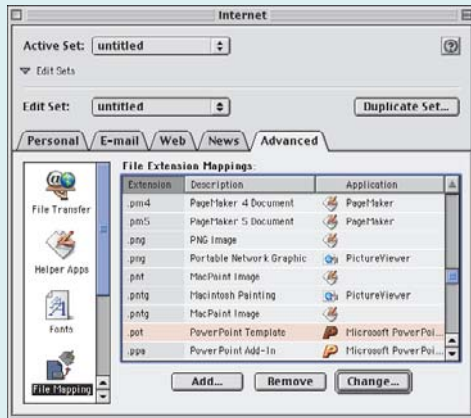 Internet
Active Set: untitled
Edit Sets
Edit Set: untitled Duplicate Set...
Personal E-mail Web News Advanced
File Extension Mappings:
Extension Description Application
.pm4 PageMaker 4 Document PageMaker
.pm5 PageMaker 5 Document PageMaker
.png PNG Image
.png Portable Network Graphic PictureViewer
.pnt MacPaint Image
.pntg Macintosh Painting PictureViewer
.pntg MacPaint Image
.pot PowerPoint Template Microsoft PowerPoi...
.ppa PowerPoint Add-In Microsoft PowerPoi...
File Transfer
Helper Apps
Fonts
File Mapping
Add... Remove Change...